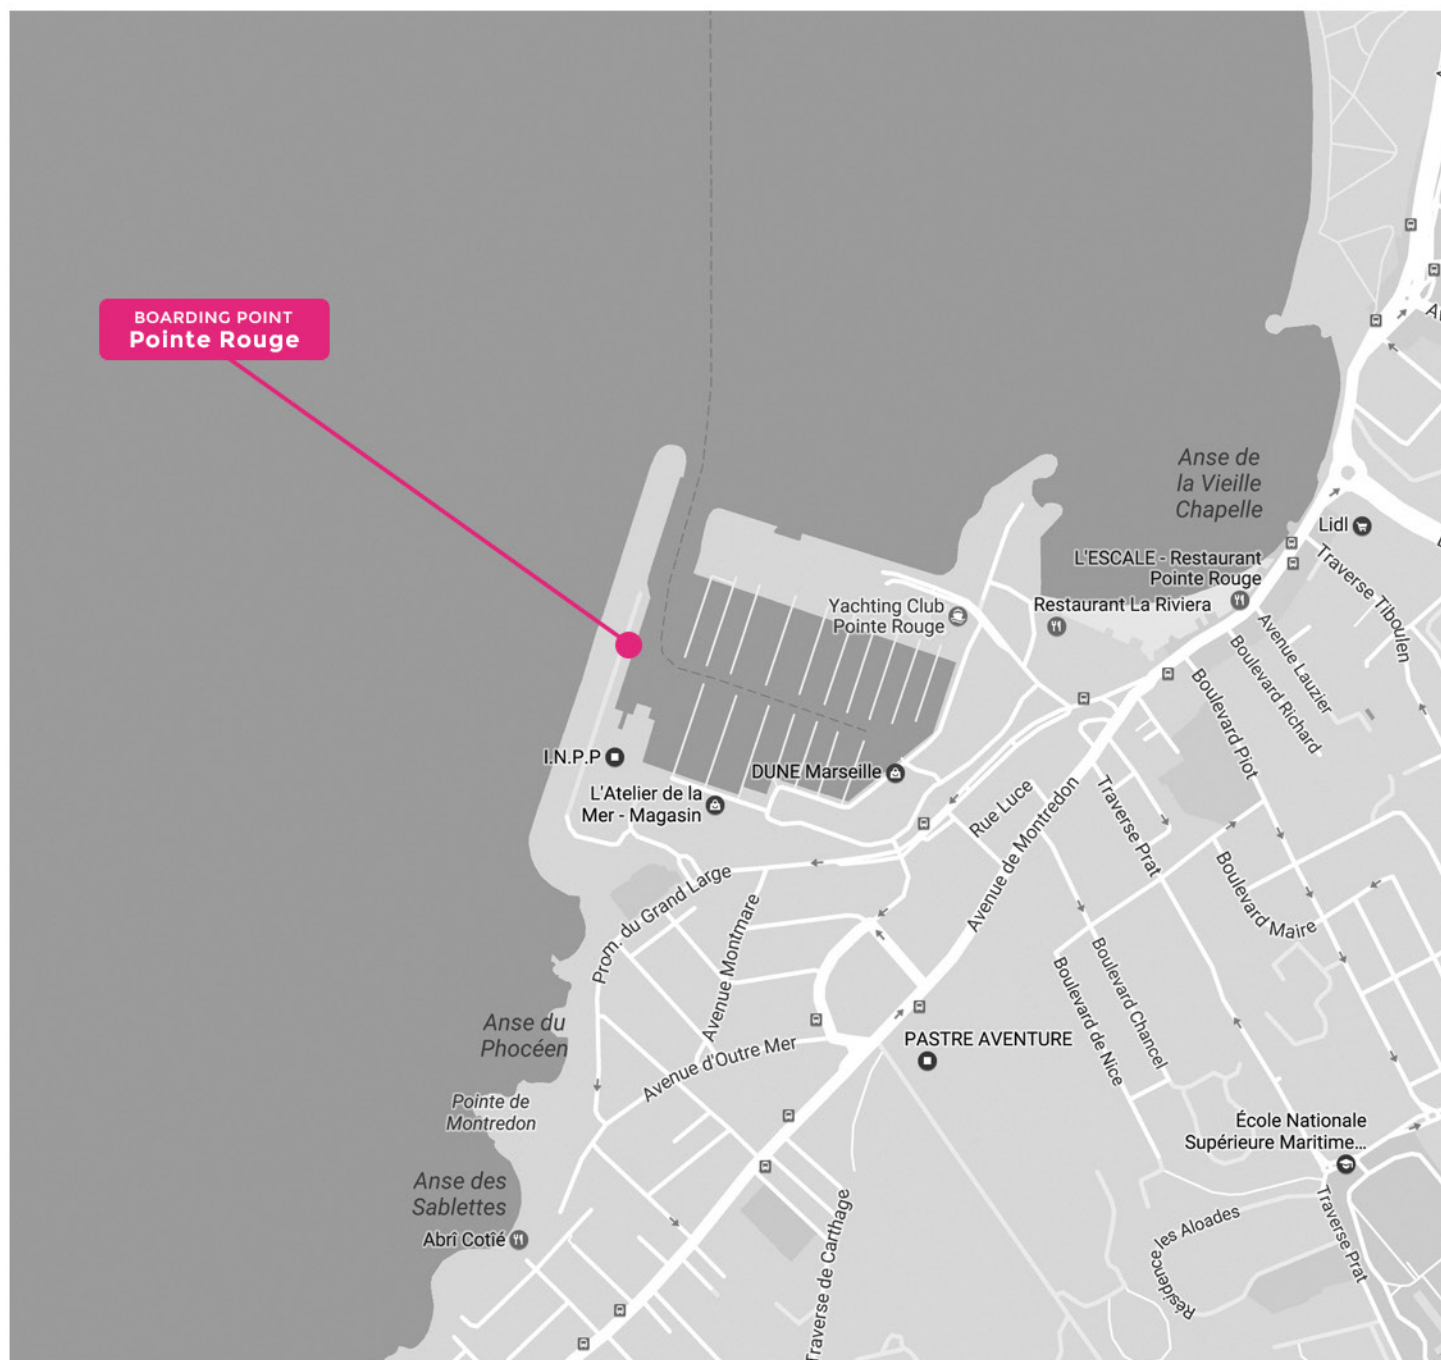 BOARDING POINT
Pointe Rouge
Anse de
la Vieille
Chapelle
Lidl
L'ESCALE - Restaurant
Pointe Rouge
Traverse Tiboulen
Yachting Club
Pointe Rouge
Restaurant La Riviera
Avenue Lauzier
Boulevard Richard
Boulevard Piot
I.N.P.P
DUNE Marseille
L'Atelier de la
Mer - Magasin
Rue Luce
Avenue de Montredon
Traverse Prat
Boulevard Maire
Prom. du Grand Large
Avenue Montmare
Boulevard Chancel
Boulevard de Nice
Anse du
Phocéen
Avenue d'Outre Mer
PASTRE AVENTURE
Pointe de
Montredon
École Nationale
Supérieure Maritime...
Anse des
Sablettes
Abrî Cotîé
Traverse de Carthage
Résidence les Aloades
Traverse Prat